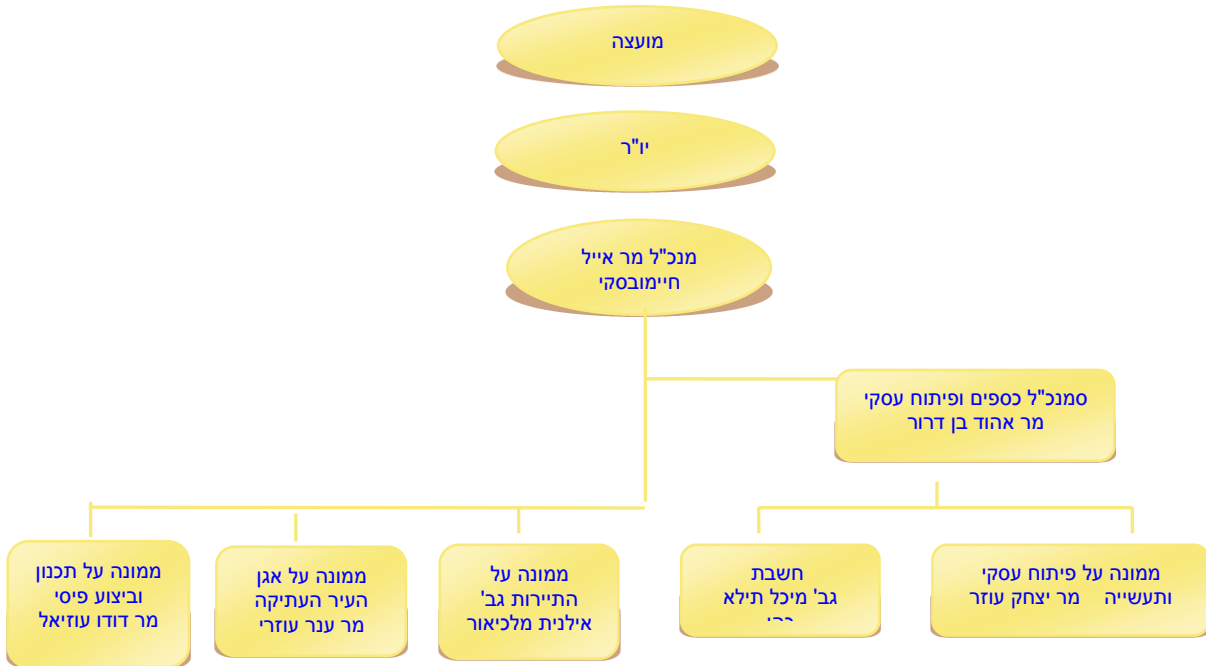 מועצה
יו"ר
מנכ"ל מר אייל
חיימובסקי
סמנכ"ל כספים ופיתוח עסקי
מר אהוד בן דרור
ממונה על פיתוח עסקי
ותעשייה מר יצחק עוזר
חשבת
גב' מיכל תילא
ממונה על
התיירות גב'
אילנית מלכיאור
ממונה על אגן
העיר העתיקה
מר ענר עוזרי
ממונה על תכנון
וביצוע פיסי
מר דודו עוזיאל